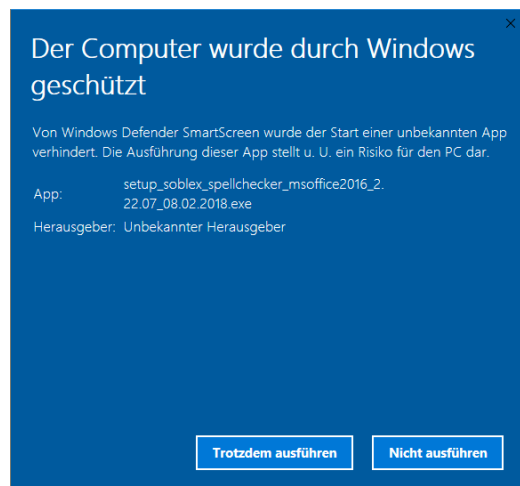 Der Computer wurde durch Windows
geschützt
Von Windows Defender SmartScreen wurde der Start einer unbekannten App
verhindert. Die Ausführung dieser App stellt u. U. ein Risiko für den PC dar.
App: setup_soblex_spellchecker_msoffice2016_2.
22.07_08.02.2018.exe
Herausgeber: Unbekannter Herausgeber
Trotzdem ausführen Nicht ausführen